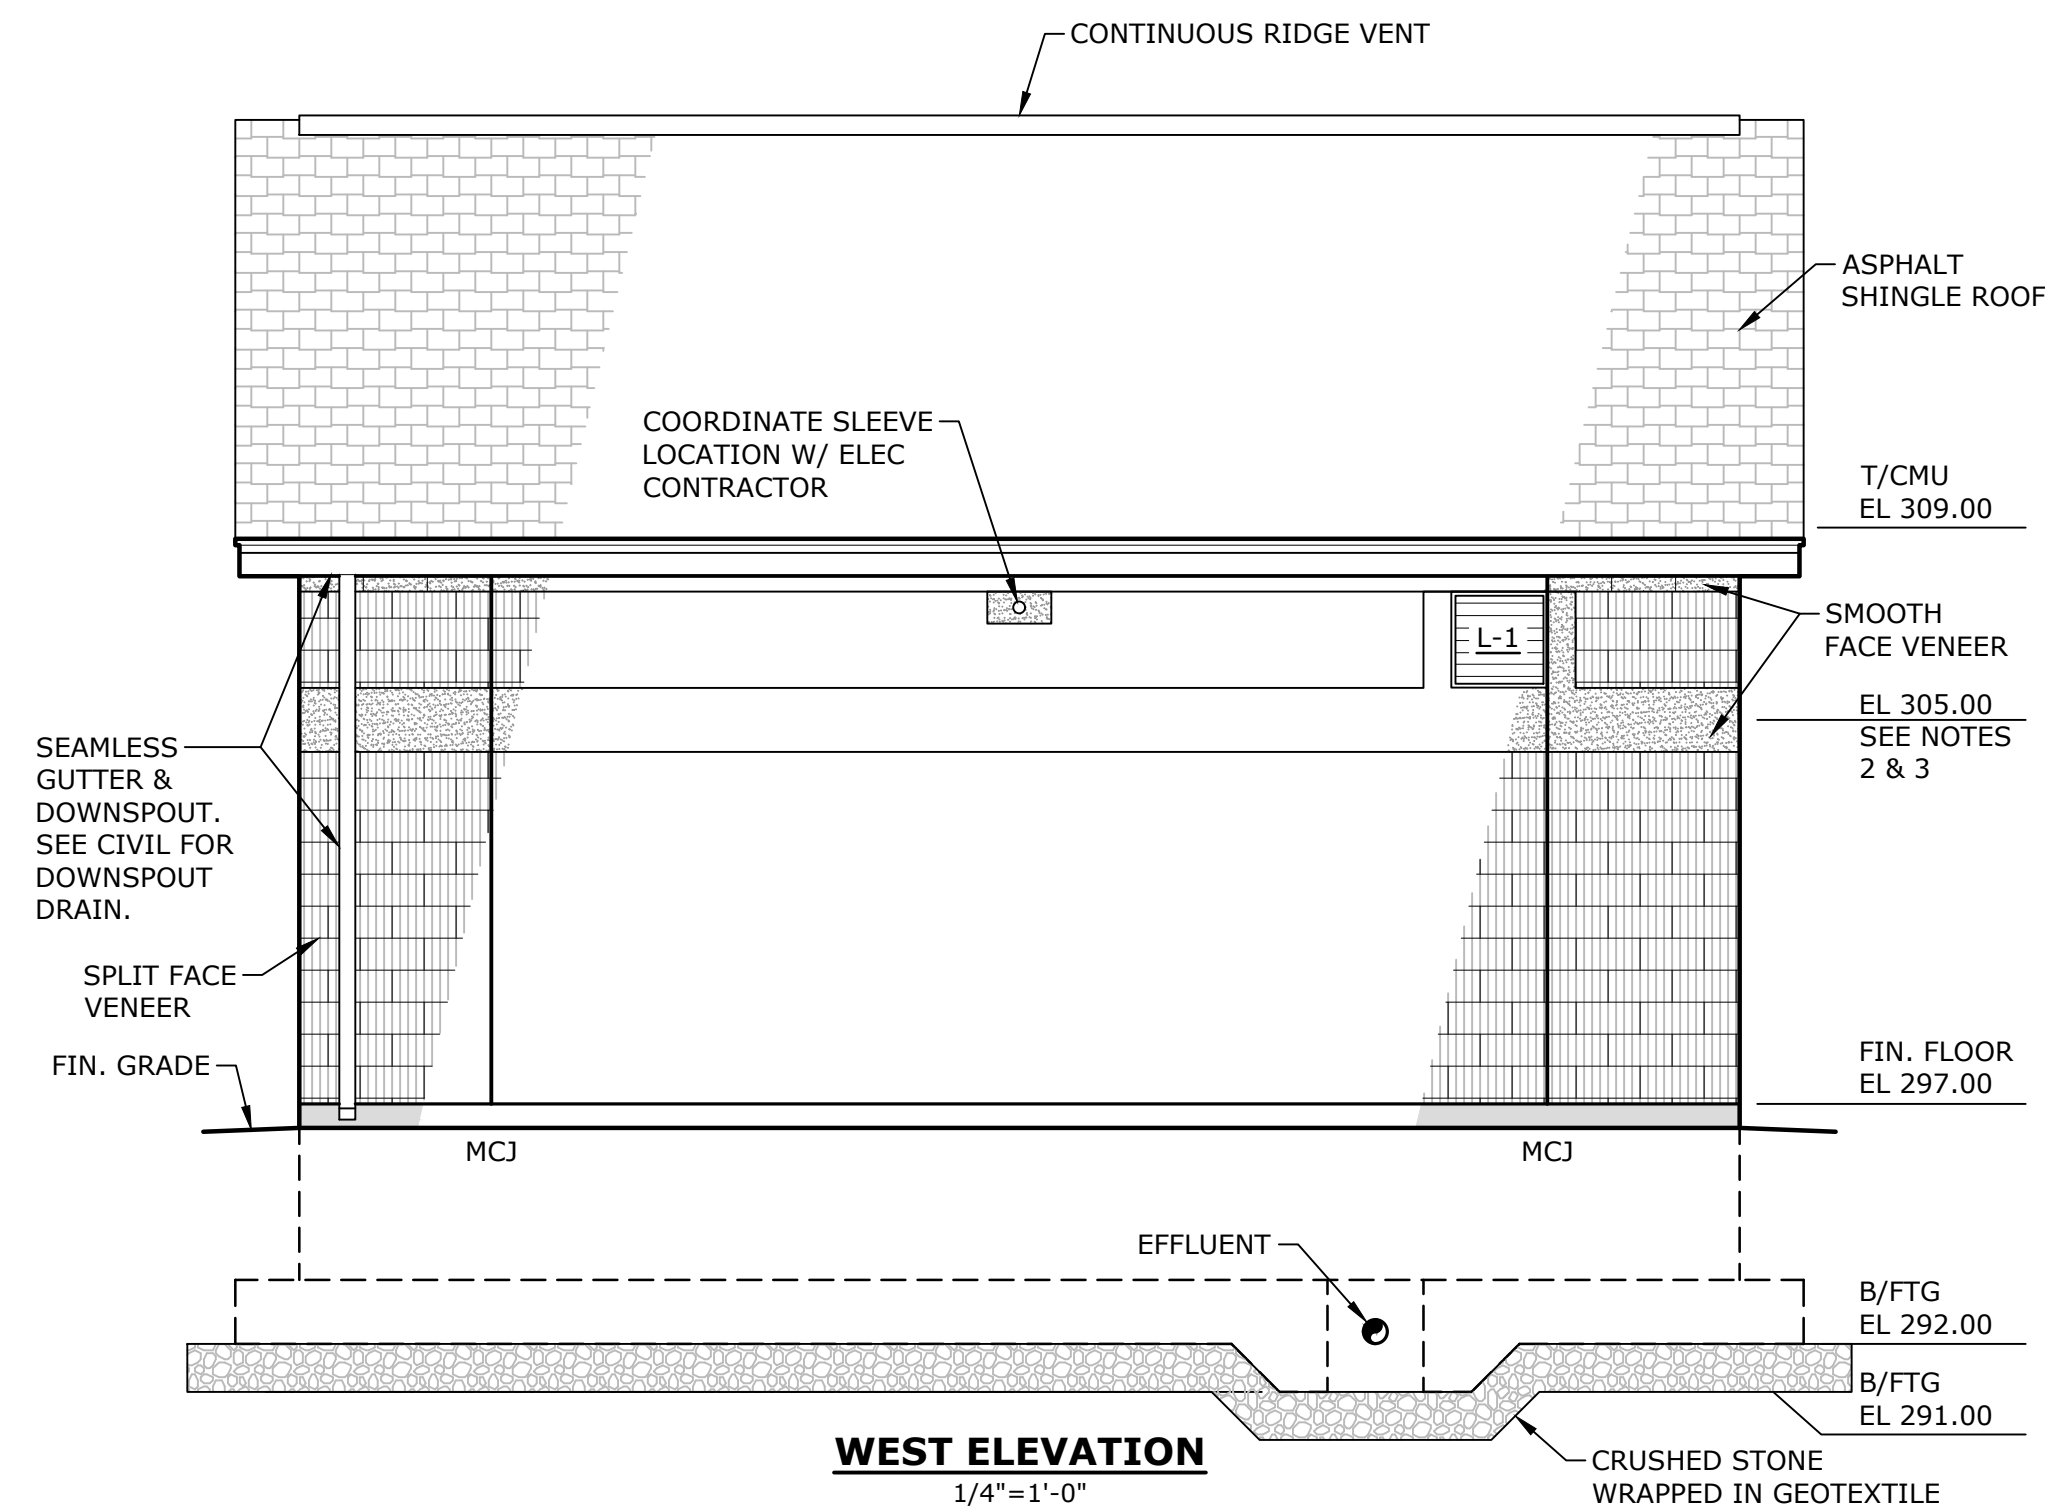 CONTINUOUS RIDGE VENT
ASPHALT
SHINGLE ROOF
COORDINATE SLEEVE
LOCATION W/ ELEC
CONTRACTOR
T/CMU
EL 309.00
L-1
SMOOTH
FACE VENEER
EL 305.00
SEE NOTES
2 & 3
SEAMLESS
GUTTER &
DOWNSPOUT.
SEE CIVIL FOR
DOWNSPOUT
DRAIN.
SPLIT FACE
VENEER
FIN. GRADE
FIN. FLOOR
EL 297.00
MCJ
MCJ
EFFLUENT
B/FTG
EL 292.00
B/FTG
EL 291.00
CRUSHED STONE
WRAPPED IN GEOTEXTILE
WEST ELEVATION
1/4"=1'-0"